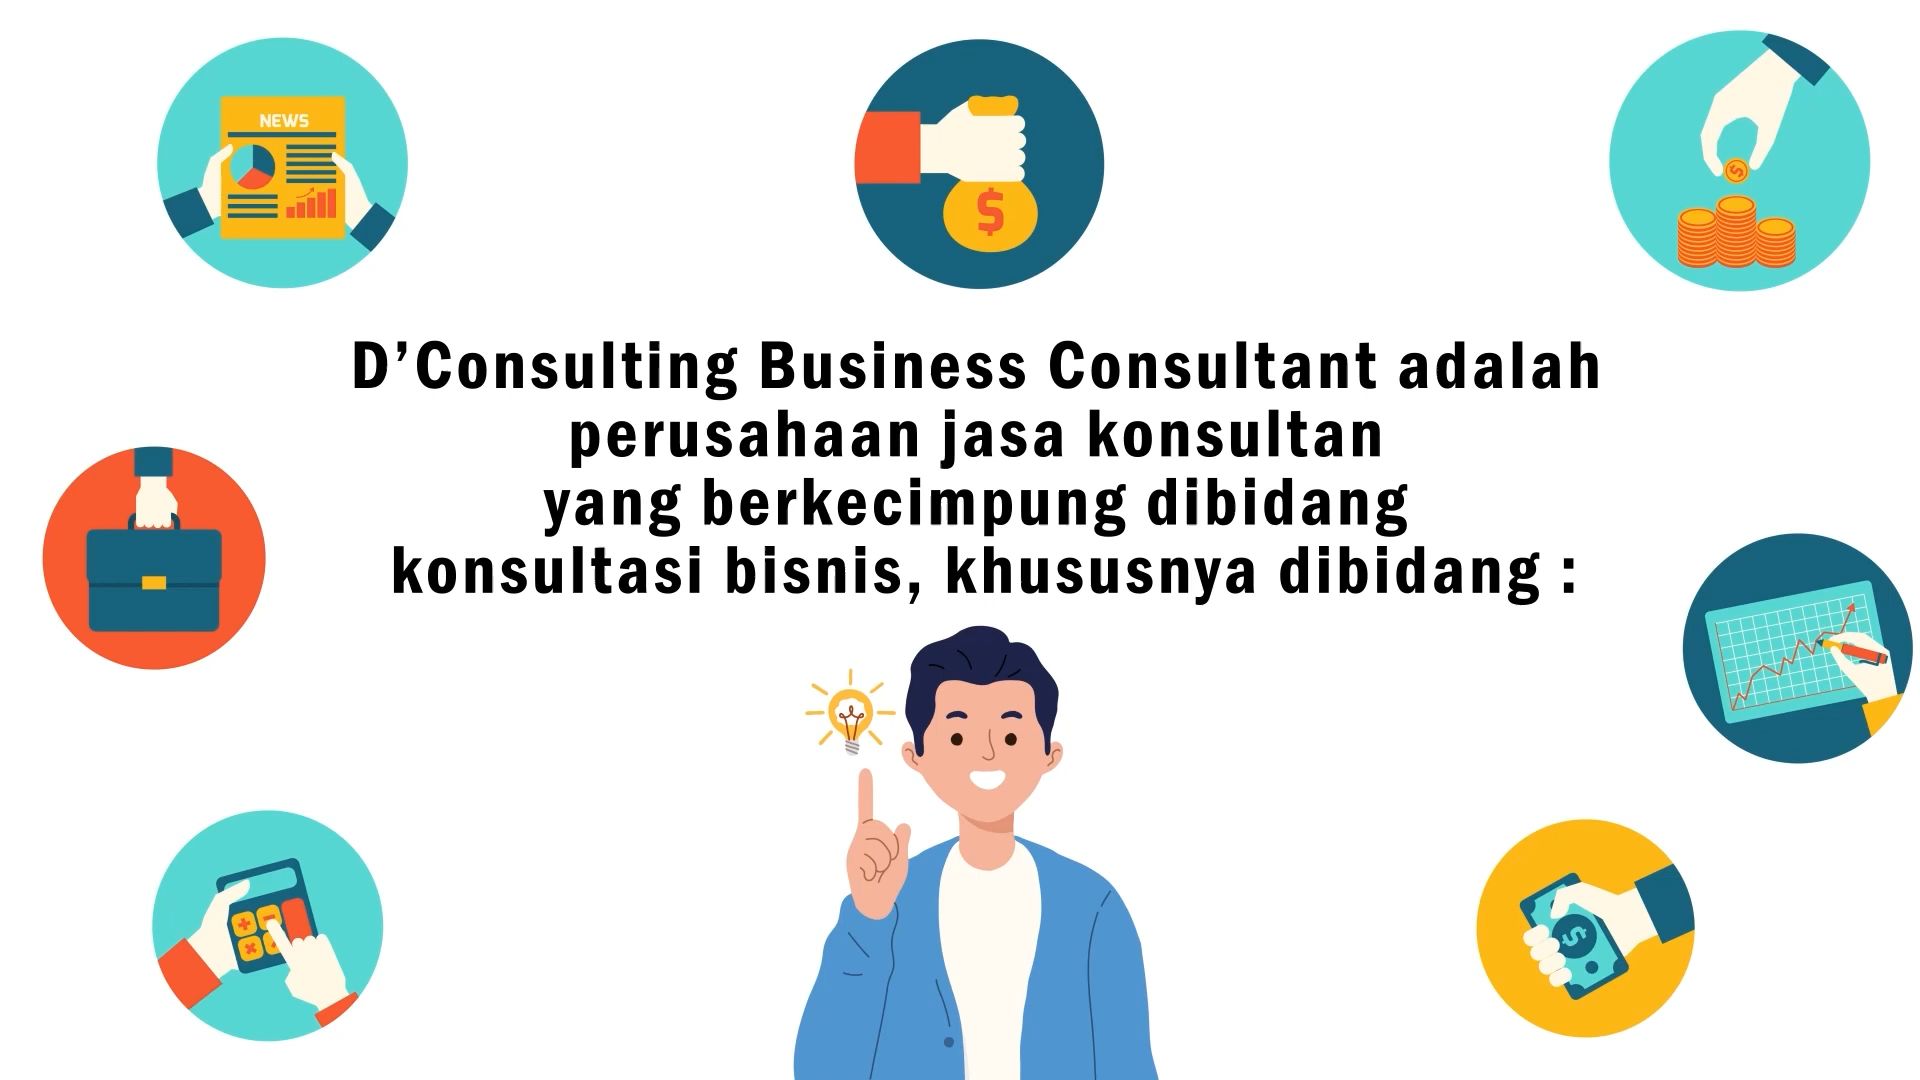 NEWS
$
$
D’Consulting Business Consultant adalah
perusahaan jasa konsultan
yang berkecimpung dibidang
konsultasi bisnis, khususnya dibidang :
$